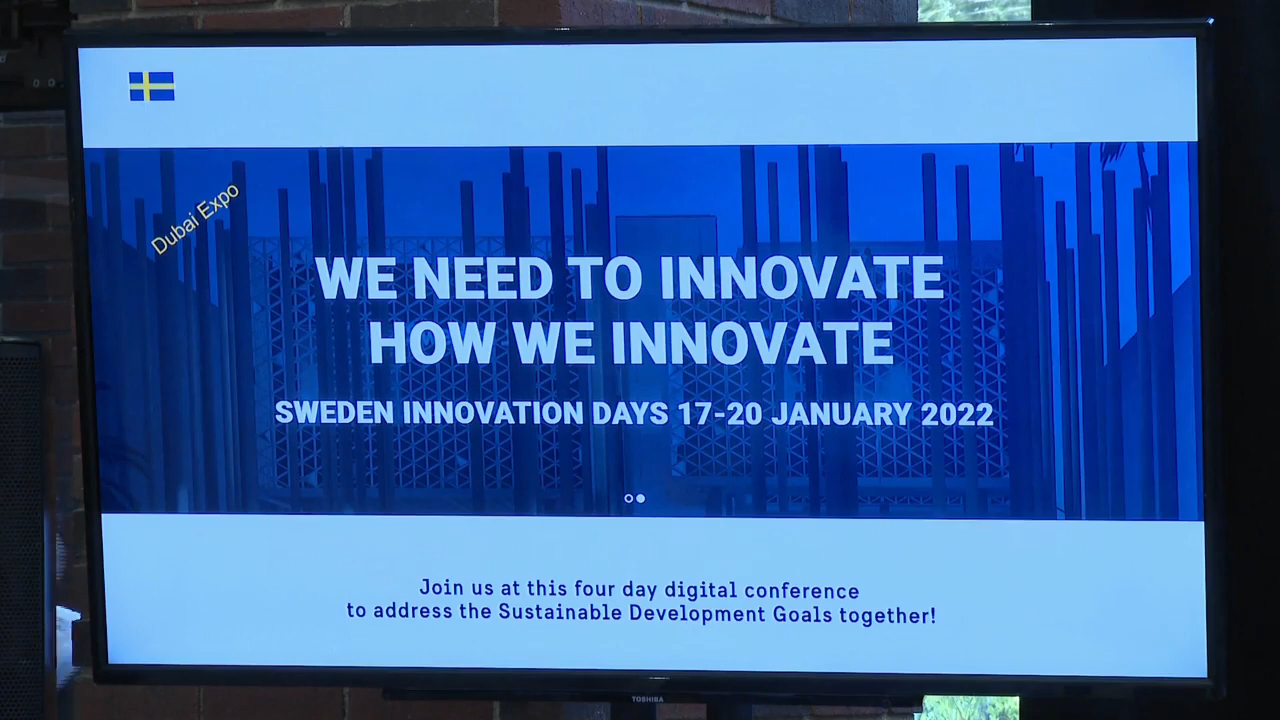 Dubai Expo
WE NEED TO INNOVATE
HOW WE INNOVATE
SWEDEN INNOVATION DAYS 17-20 JANUARY 2022
Join us at this four day digital conference
to address the Sustainable Development Goals together!
TOSHIBA